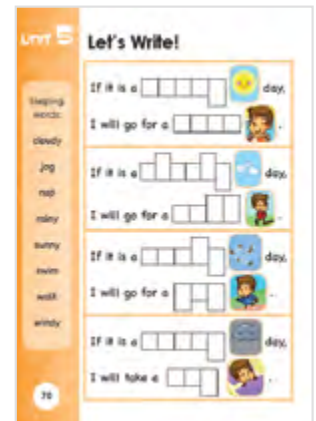 UNIT 5
Let's Write!
Helping
words:
cloudy
jog
nap
rainy
sunny
swim
walk
windy
If it is a day,
I will go for a .
If it is a day,
I will go for a .
If it is a day,
I will go for a .
If it is a day,
I will take a .
70